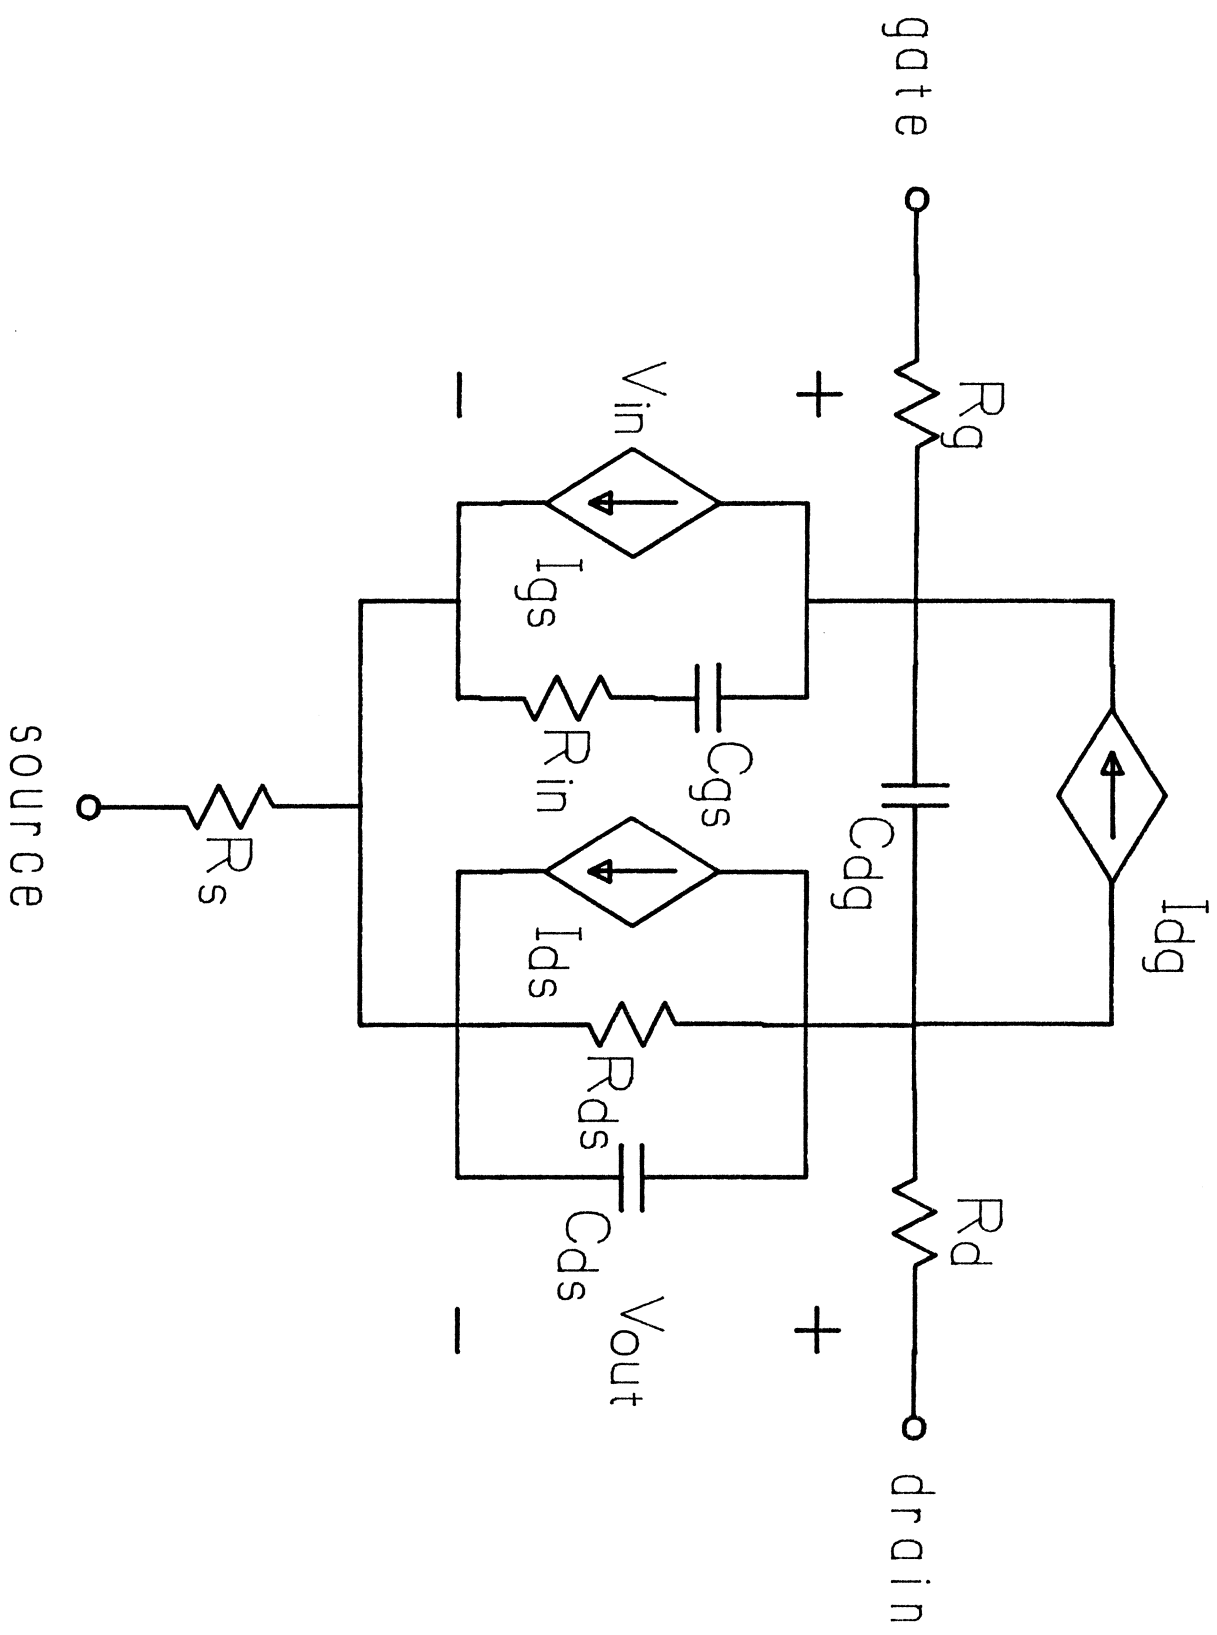 Idg
gate
Rg
Cdg
Rd
drain
+
+
Cgs
Vin
Igs
Rin
Ids
Rds
Cds
Vout
−
−
Rs
source